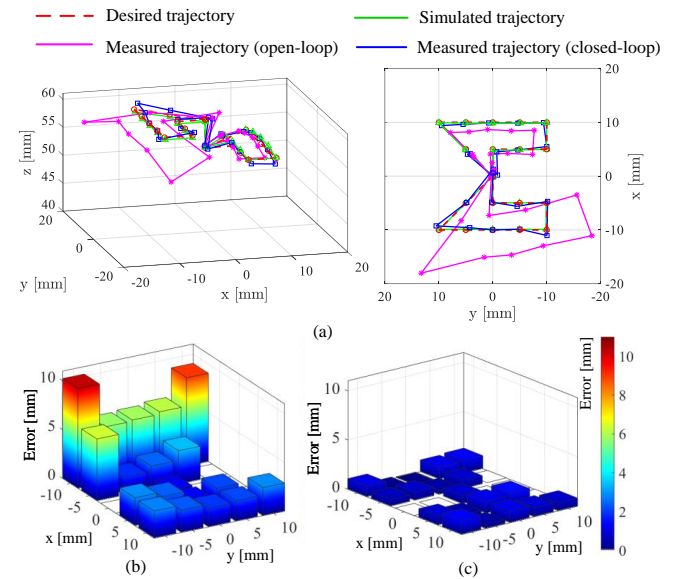 Desired trajectory
Simulated trajectory
Measured trajectory (open-loop)
Measured trajectory (closed-loop)
60
55
50
45
40
z [mm]
20
0
-20
y [mm]
-20
-10
0
10
20
x [mm]
20
10
0
-10
-20
x [mm]
20
10
0
-10
-20
y [mm]
(a)
10
5
0
Error [mm]
-10
-5
0
5
10
x [mm]
-10
-5
0
5
10
y [mm]
(b)
10
5
0
Error [mm]
-10
-5
0
5
10
x [mm]
-10
-5
0
5
10
y [mm]
(c)
Error [mm]
10
8
6
4
2
0